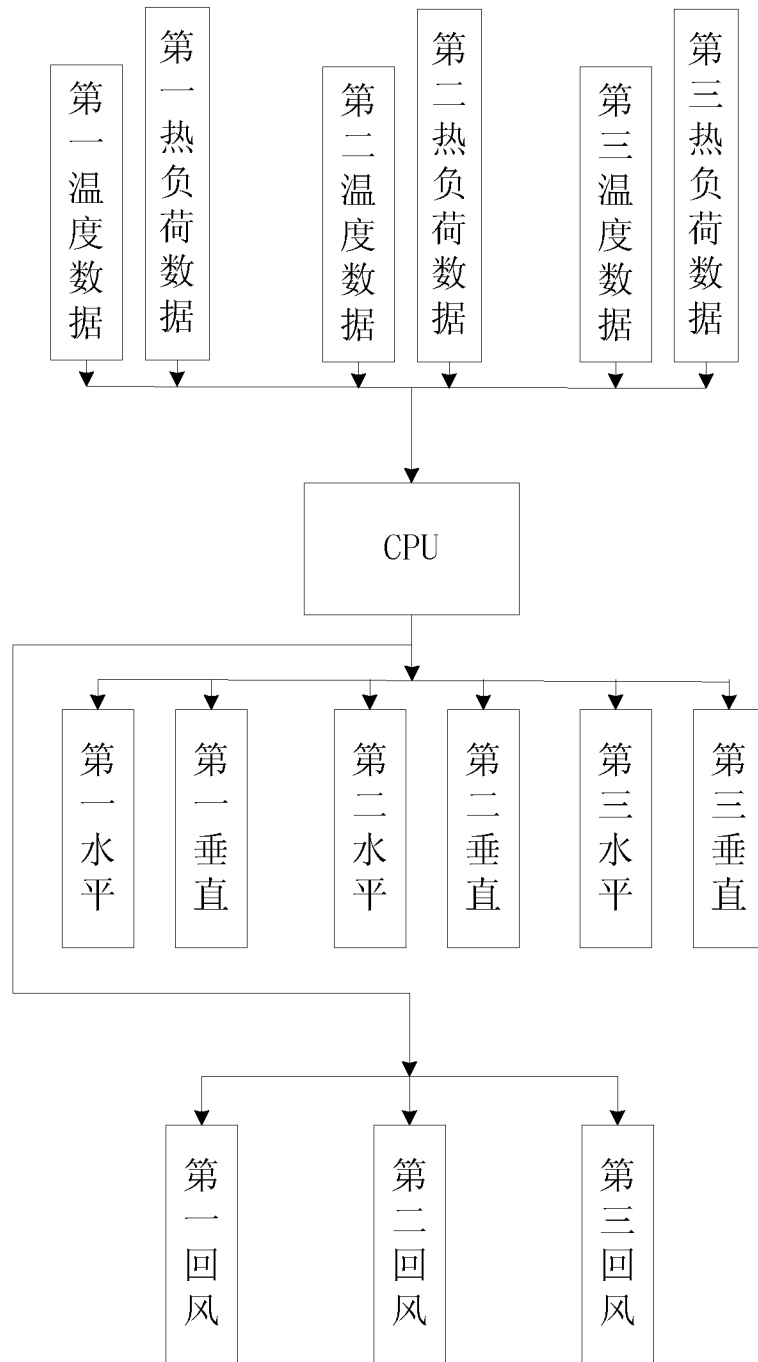 第一温度数据
第一热负荷数据
第二温度数据
第二热负荷数据
第三温度数据
第三热负荷数据
CPU
第一水平
第一垂直
第二水平
第二垂直
第三水平
第三垂直
第一回风
第二回风
第三回风